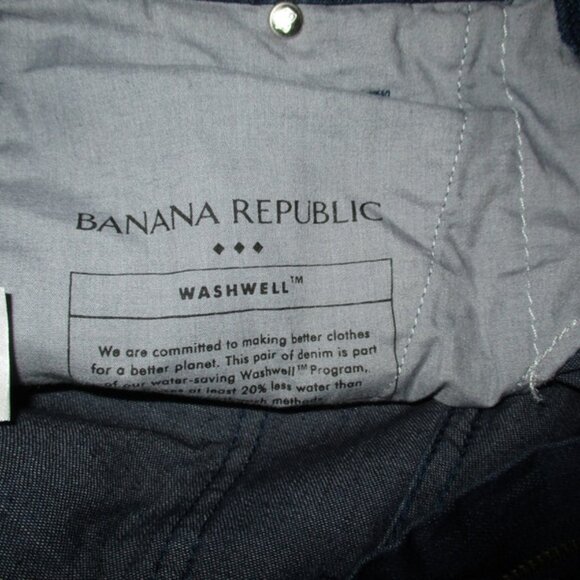 BANANA REPUBLIC
WASHWELL™
We are committed to making better clothes
for a better planet. This pair of denim is part
of our water-saving Washwell™ Program,
at least 20% less water than
methods